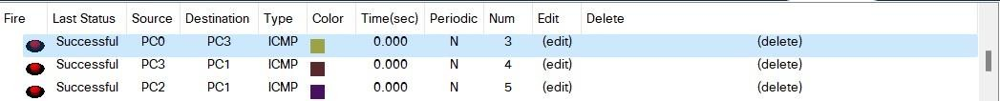 Fire Last Status Source Destination Type Color Time(sec) Periodic Num Edit Delete
Successful PC0 PC3 ICMP 0.000 N 3 (edit) (delete)
Successful PC3 PC1 ICMP 0.000 N 4 (edit) (delete)
Successful PC2 PC1 ICMP 0.000 N 5 (edit) (delete)